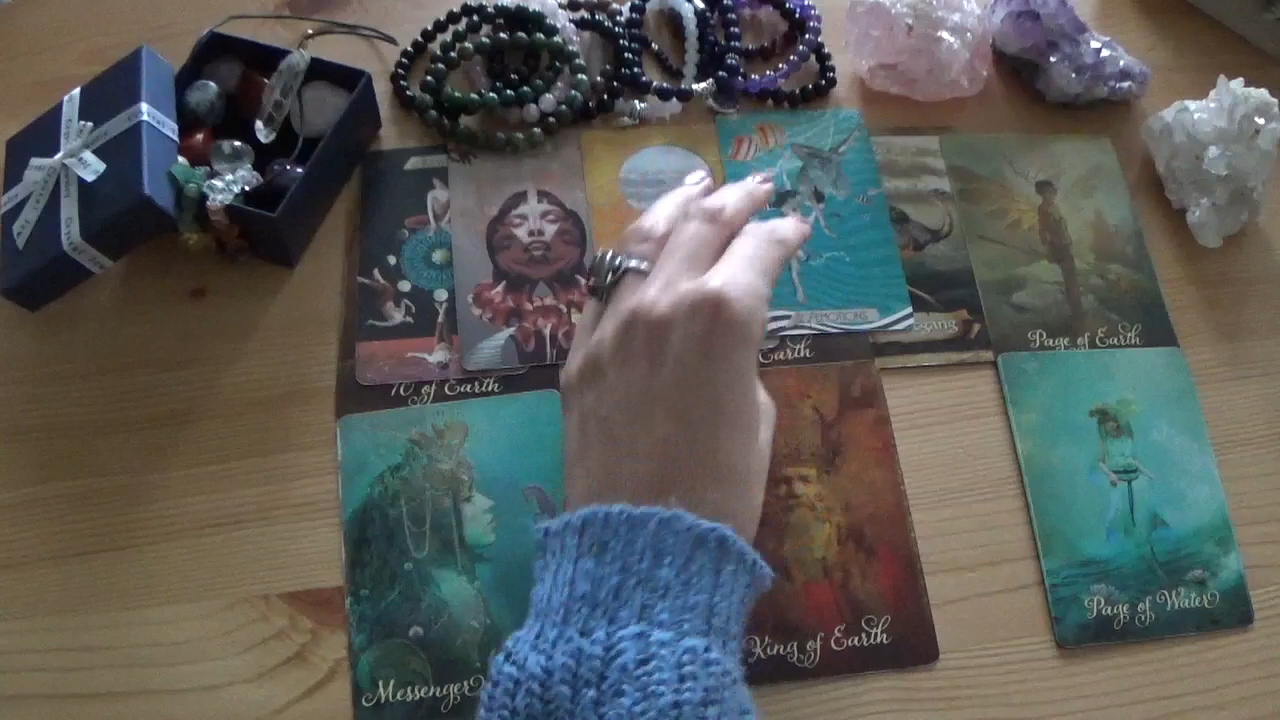 EMOTIONS
Earth
Page of Earth
10 of Earth
King of Earth
Page of Water
Messenger